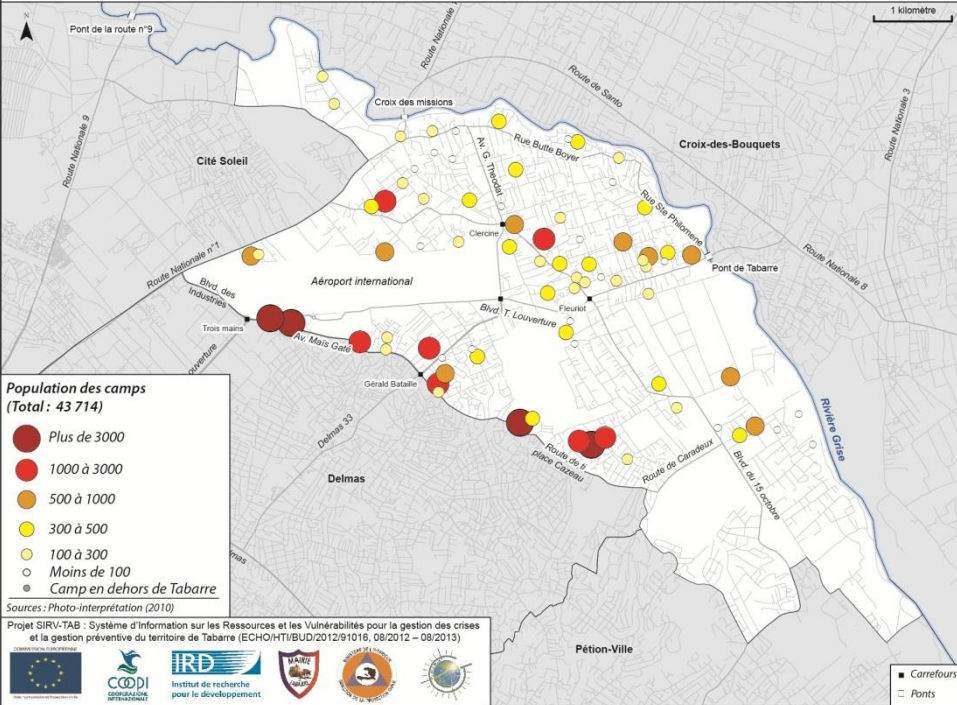 Pont de la route n°9
N
Route Nationale
1 kilomètre
Route Nationale 9
Croix des missions
Route de Santo
Route Nationale 3
Cité Soleil
Av. G. Theodat
Rue Butte Boyer
Croix-des-Bouquets
Rue Ste Philomene
Clercine
Pont de Tabarre
Route Nationale 8
Route Nationale n°1
Aéroport international
Blvd. des
Industries
Fleuriot
Blvd. T. Louverture
Trois mains
Av. Maïs Gaté
ouverture
Gérald Bataille
Delmas 33
Rivière Grise
Route de ti
place Cazeau
Route de Caradeux
Blvd. du 15 octobre
Delmas
elmas
Pétion-Ville
Population des camps
(Total : 43 714)
Plus de 3000
1000 à 3000
500 à 1000
300 à 500
100 à 300
Moins de 100
Camp en dehors de Tabarre
Sources : Photo-interprétation (2010)
Projet SIRV-TAB : Système d'Information sur les Ressources et les Vulnérabilités pour la gestion des crises
et la gestion préventive du territoire de Tabarre (ECHO/HTI/BUD/2012/91016, 08/2012 – 08/2013)
COOPI
COOPERAZIONE
INTERNATIONALE
IRD
Institut de recherche
pour le développement
MAIRIE
TABARRE
Carrefours
Ponts